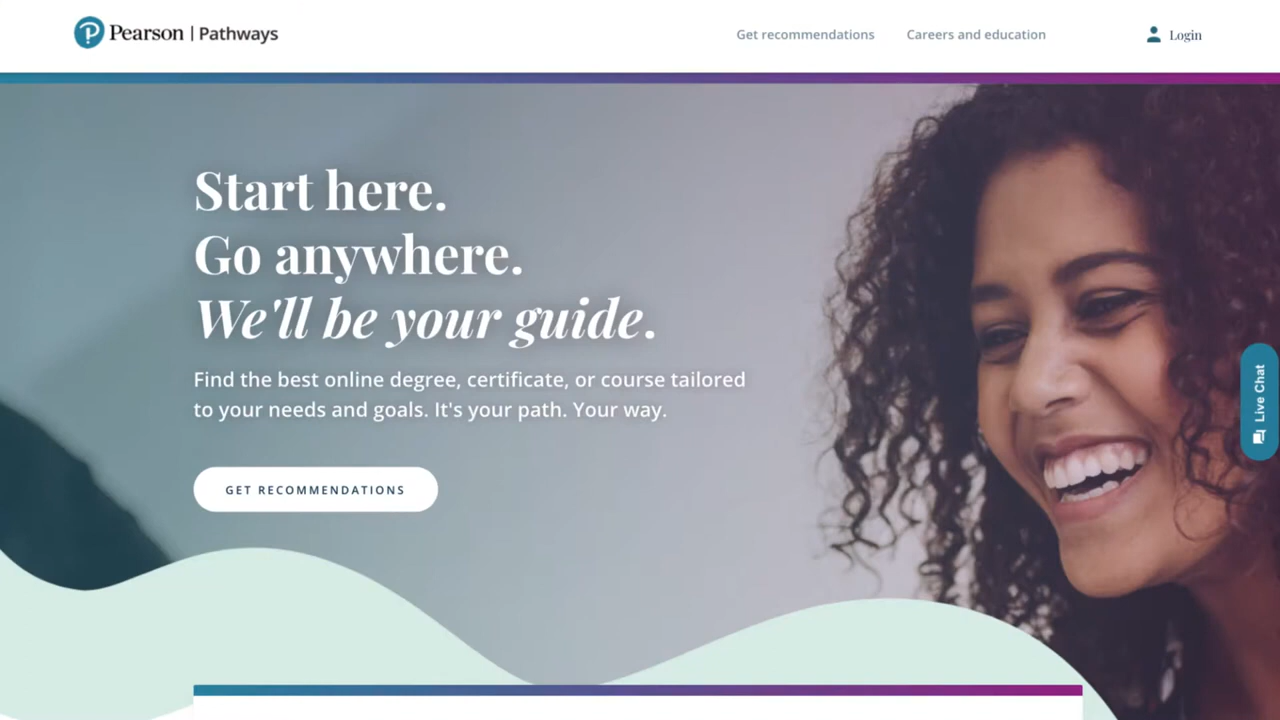 Pearson | Pathways
Get recommendations
Careers and education
Login
Start here.
Go anywhere.
We'll be your guide.
Find the best online degree, certificate, or course tailored
to your needs and goals. It's your path. Your way.
GET RECOMMENDATIONS
Live Chat